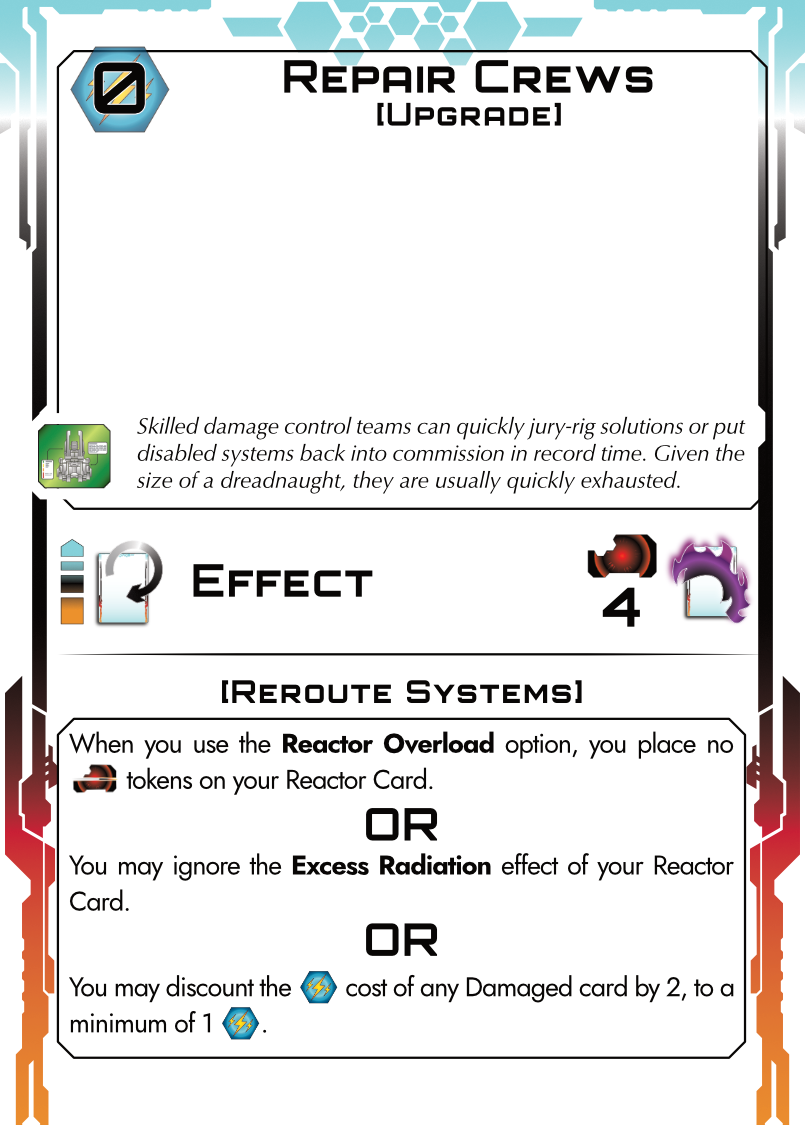 0
Repair Crews
[Upgrade]
Skilled damage control teams can quickly jury-rig solutions or put
disabled systems back into commission in record time. Given the
size of a dreadnaught, they are usually quickly exhausted.
Effect
4
[Reroute Systems]
When you use the Reactor Overload option, you place no
tokens on your Reactor Card.
OR
You may ignore the Excess Radiation effect of your Reactor
Card.
OR
You may discount the cost of any Damaged card by 2, to a
minimum of 1 .